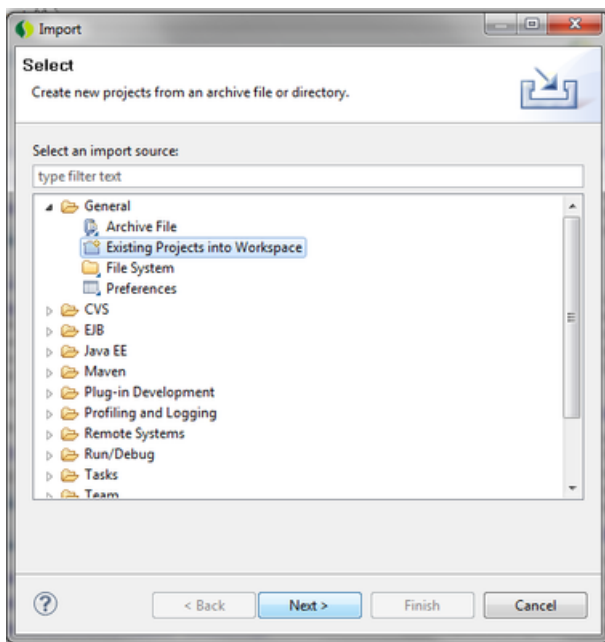 Import
Select
Create new projects from an archive file or directory.
Select an import source:
type filter text
General
Archive File
Existing Projects into Workspace
File System
Preferences
CVS
EJB
Java EE
Maven
Plug-in Development
Profiling and Logging
Remote Systems
Run/Debug
Tasks
Team
?
< Back Next > Finish Cancel